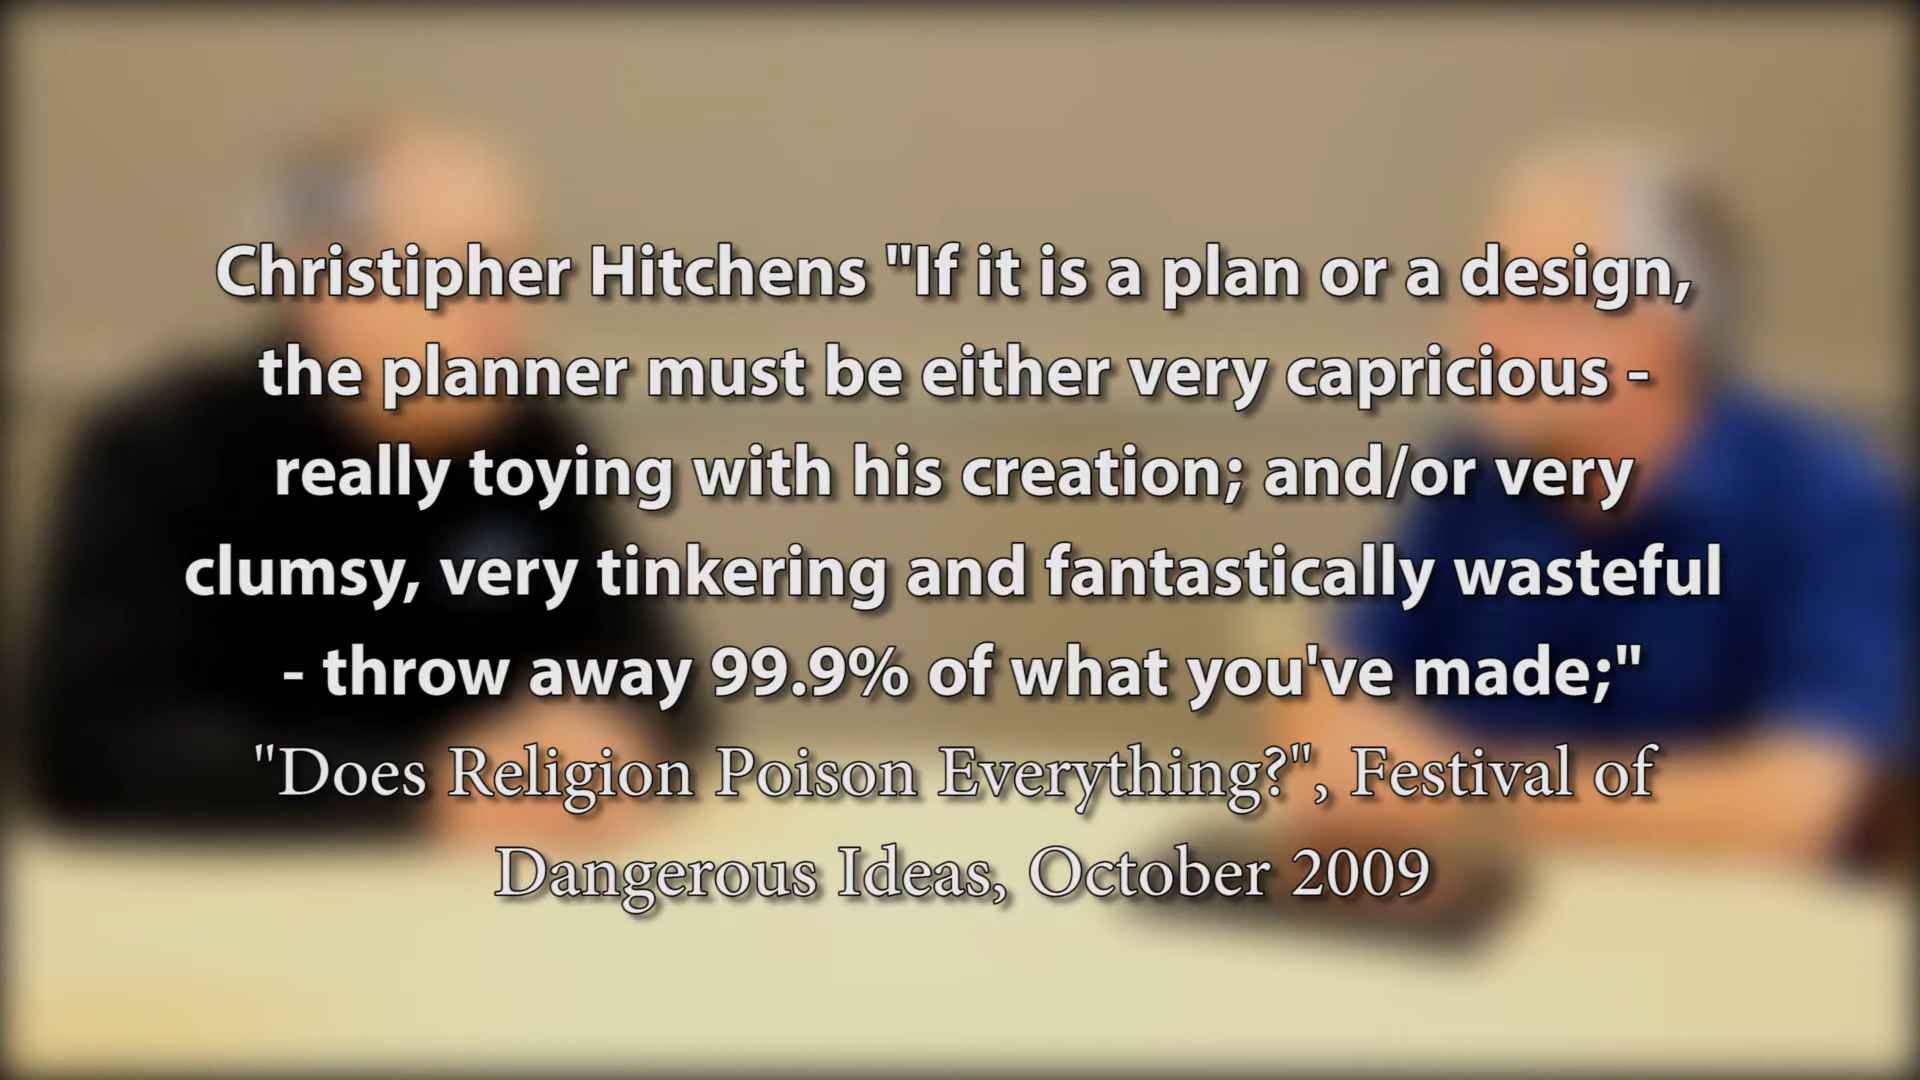 Christipher Hitchens "If it is a plan or a design,
the planner must be either very capricious -
really toying with his creation; and/or very
clumsy, very tinkering and fantastically wasteful
- throw away 99.9% of what you've made;"
"Does Religion Poison Everything?", Festival of
Dangerous Ideas, October 2009